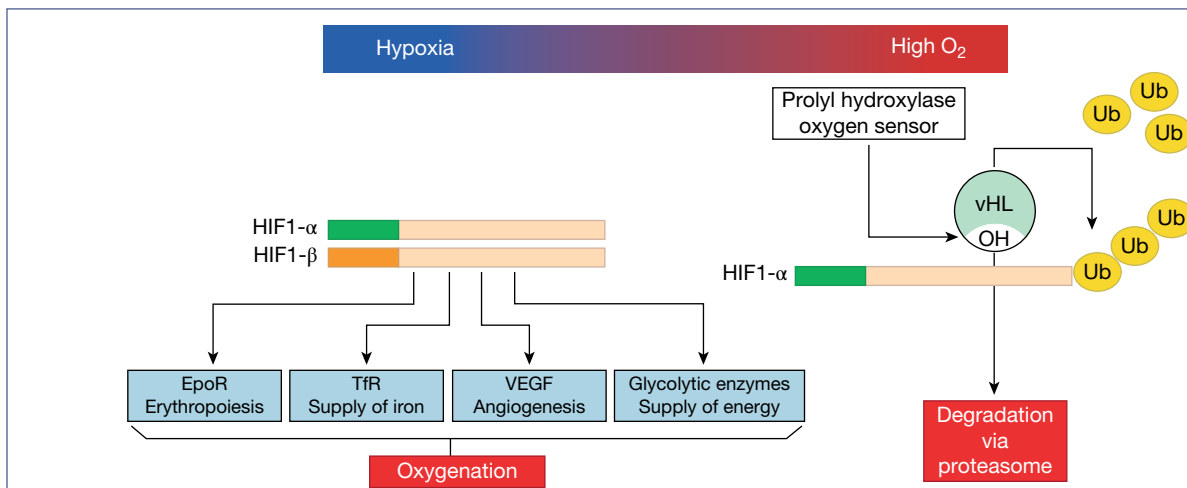 Hypoxia
High O₂
Prolyl hydroxylase
oxygen sensor
Ub
Ub
Ub
vHL
OH
HIF1-α
HIF1-β
HIF1-α
Ub
Ub
Ub
EpoR
Erythropoiesis
TfR
Supply of iron
VEGF
Angiogenesis
Glycolytic enzymes
Supply of energy
Oxygenation
Degradation
via
proteasome